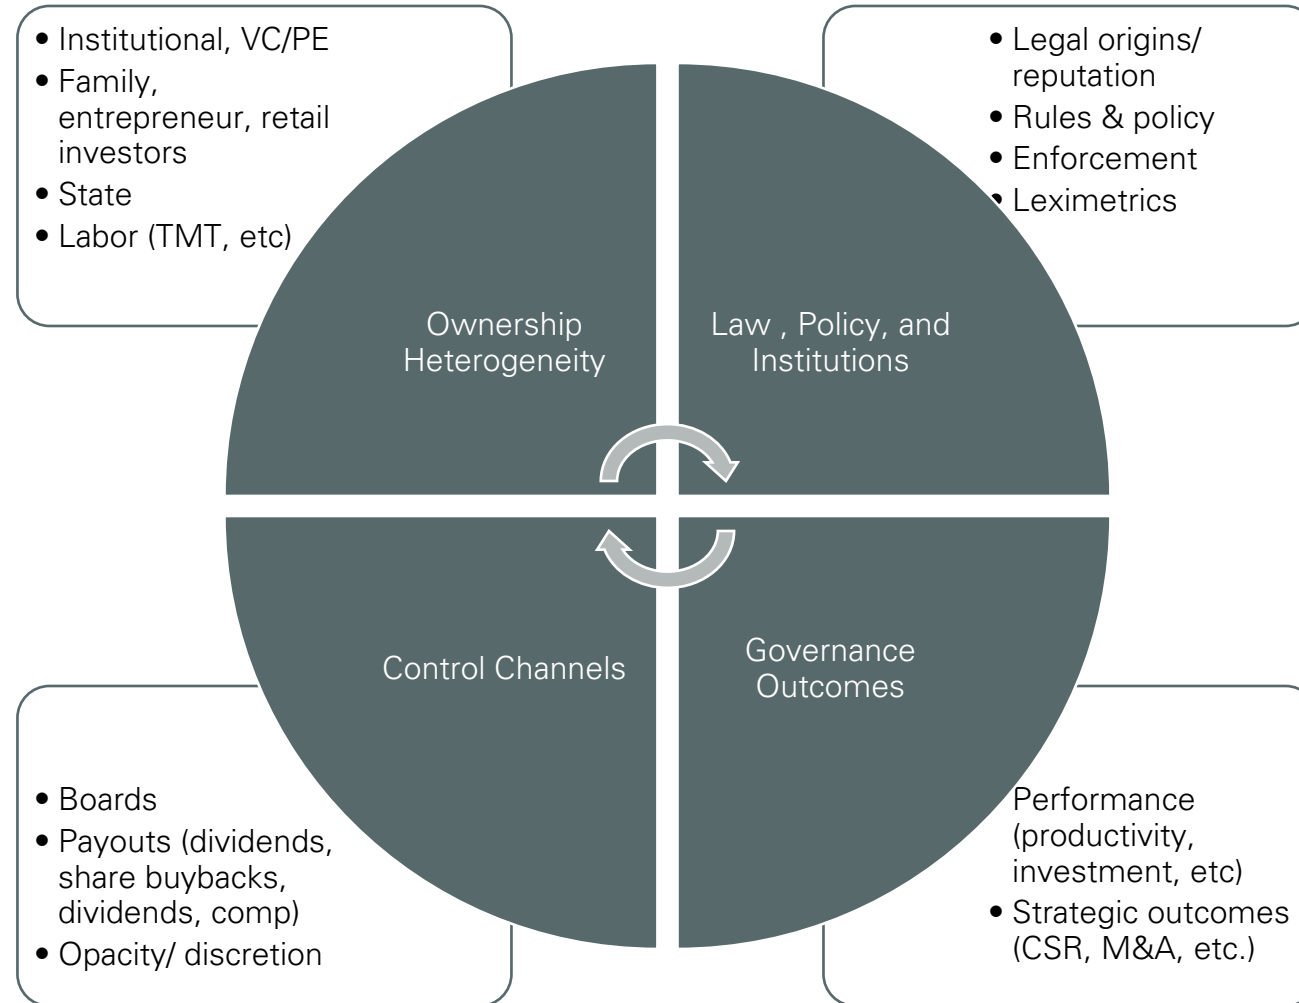 • Institutional, VC/PE
• Family,
entrepreneur, retail
investors
• State
• Labor (TMT, etc)
• Legal origins/
reputation
• Rules & policy
• Enforcement
• Leximetrics
Ownership
Heterogeneity
Law , Policy, and
Institutions
Control Channels
Governance
Outcomes
• Boards
• Payouts (dividends,
share buybacks,
dividends, comp)
• Opacity/ discretion
Performance
(productivity,
investment, etc)
• Strategic outcomes
(CSR, M&A, etc.)